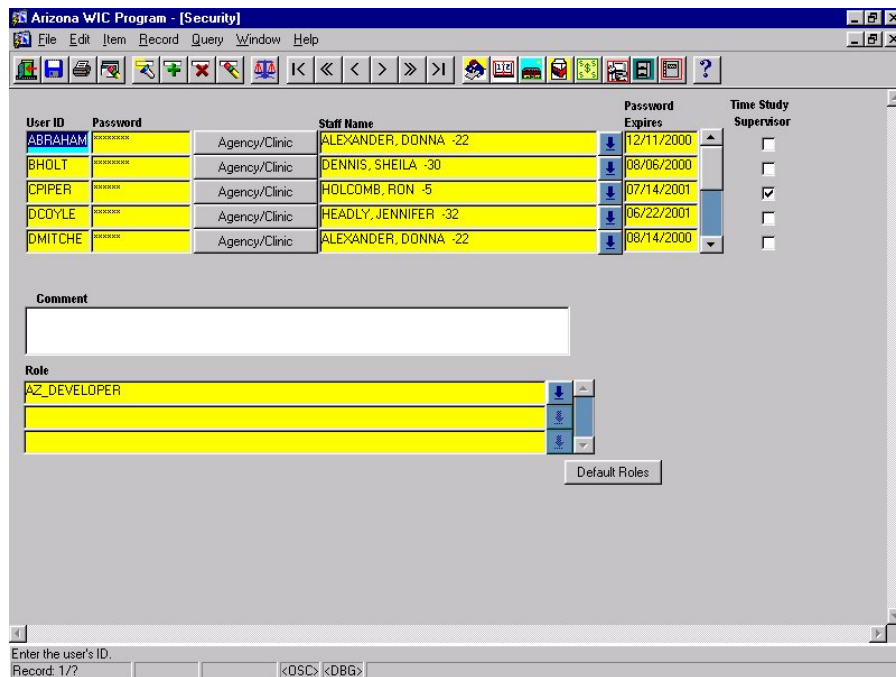 Arizona WIC Program - [Security]
File Edit Item Record Query Window Help
User ID Password Staff Name Password Expires Time Study Supervisor
ABRAHAM ******** Agency/Clinic ALEXANDER, DONNA -22 12/11/2000
BHOLT ****** Agency/Clinic DENNIS, SHEILA -30 08/06/2000
CPIPER ****** Agency/Clinic HOLCOMB, RON -5 07/14/2001
DCOYLE ****** Agency/Clinic HEADLY, JENNIFER -32 06/22/2001
DMITCHE ****** Agency/Clinic ALEXANDER, DONNA -22 08/14/2000
Comment
Role
AZ_DEVELOPER
Default Roles
Enter the user's ID.
Record: 1/? <OSC> <DBG>